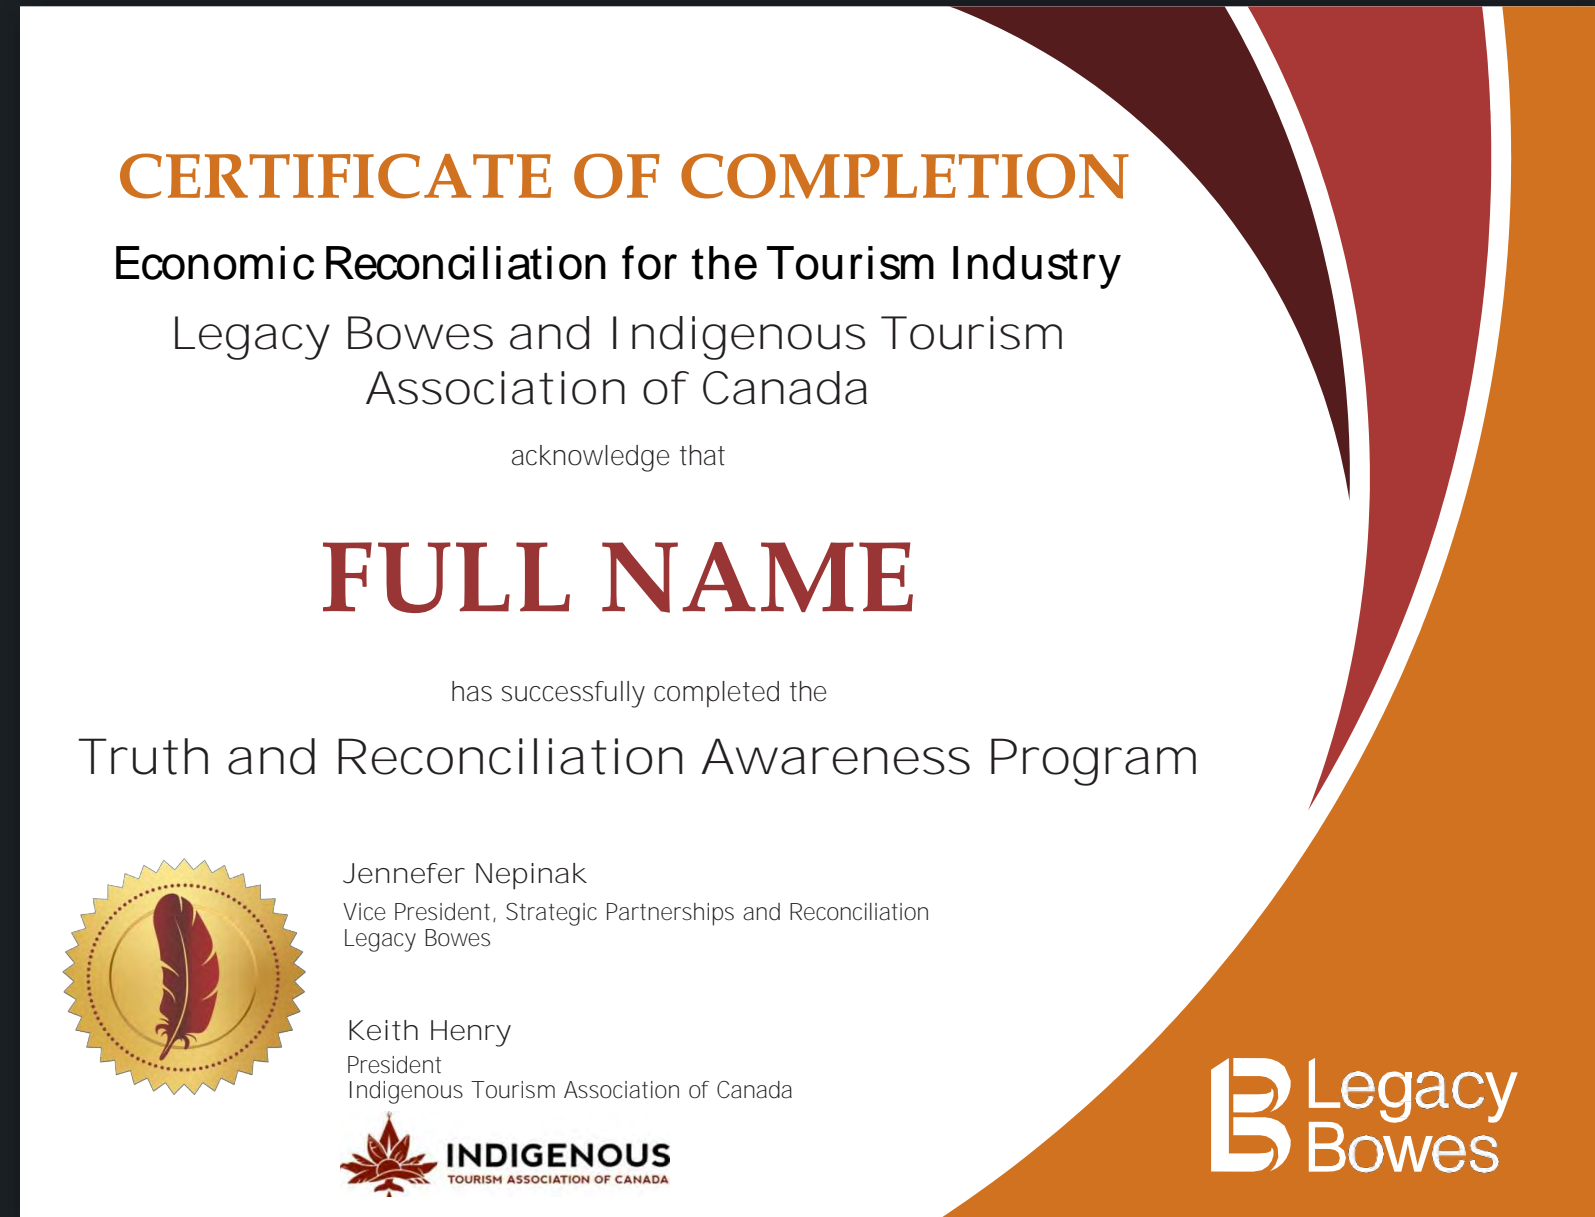 CERTIFICATE OF COMPLETION
Economic Reconciliation for the Tourism Industry
Legacy Bowes and Indigenous Tourism
Association of Canada
acknowledge that
FULL NAME
has successfully completed the
Truth and Reconciliation Awareness Program
Jennefer Nepinak
Vice President, Strategic Partnerships and Reconciliation
Legacy Bowes
Keith Henry
President
Indigenous Tourism Association of Canada
INDIGENOUS
TOURISM ASSOCIATION OF CANADA
Legacy
Bowes